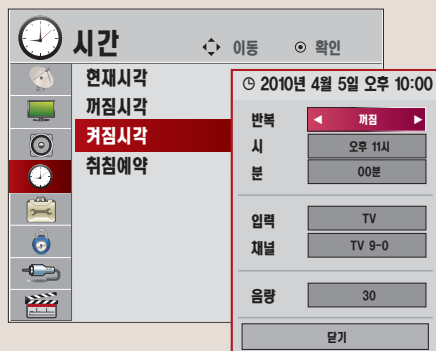 시간
이동 확인
현재시각
꺼짐시각
켜짐시각
취침예약
2010년 4월 5일 오후 10:00
반복 ◀ 꺼짐 ▶
시 오후 11시
분 00분
입력 TV
채널 TV 9-0
음량 30
닫기